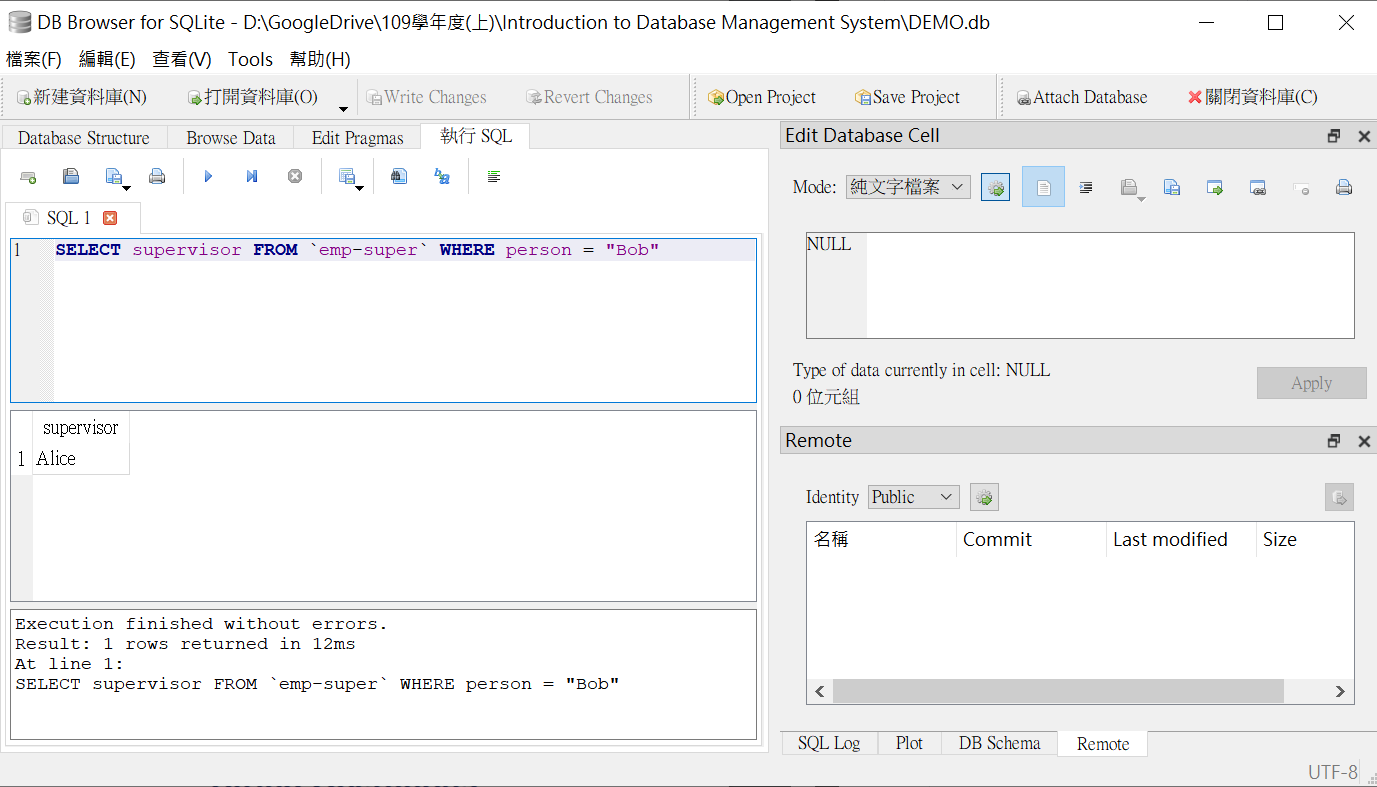 DB Browser for SQLite - D:\GoogleDrive\109學年度(上)\Introduction to Database Management System\DEMO.db
檔案(F) 編輯(E) 查看(V) Tools 幫助(H)
新建資料庫(N) 打開資料庫(O) Write Changes Revert Changes Open Project Save Project Attach Database 關閉資料庫(C)
Database Structure Browse Data Edit Pragmas 執行 SQL
SQL 1
1 SELECT supervisor FROM `emp-super` WHERE person = "Bob"
supervisor
1 Alice
Execution finished without errors.
Result: 1 rows returned in 12ms
At line 1:
SELECT supervisor FROM `emp-super` WHERE person = "Bob"
Edit Database Cell
Mode: 純文字檔案
NULL
Type of data currently in cell: NULL
0 位元組
Apply
Remote
Identity Public
名稱 Commit Last modified Size
SQL Log Plot DB Schema Remote
UTF-8